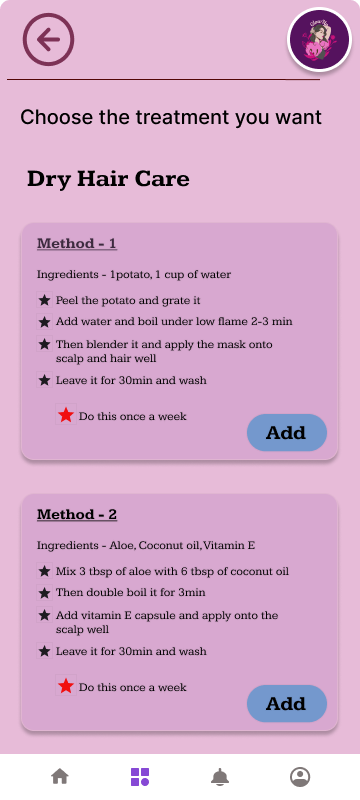 Choose the treatment you want
Dry Hair Care
Method - 1
Ingredients - 1potato, 1 cup of water
Peel the potato and grate it
Add water and boil under low flame 2-3 min
Then blender it and apply the mask onto
scalp and hair well
Leave it for 30min and wash
Do this once a week
Add
Method - 2
Ingredients - Aloe, Coconut oil,Vitamin E
Mix 3 tbsp of aloe with 6 tbsp of coconut oil
Then double boil it for 3min
Add vitamin E capsule and apply onto the
scalp well
Leave it for 30min and wash
Do this once a week
Add